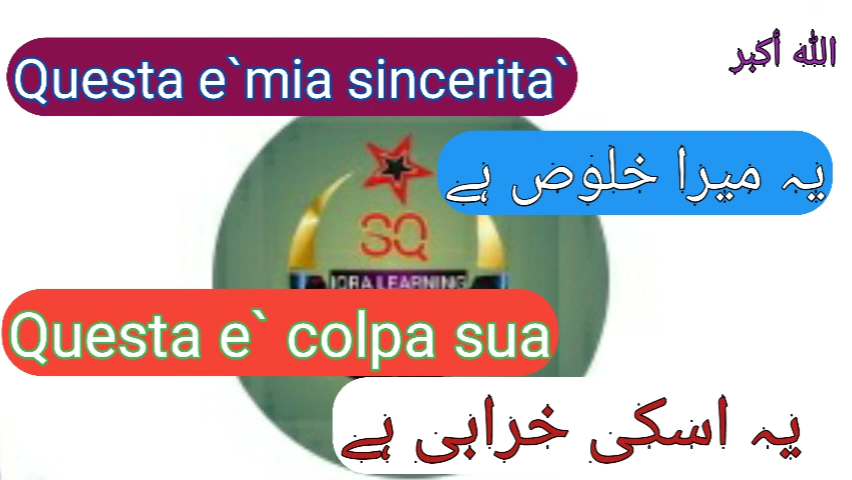 الله أكبر
Questa e`mia sincerita`
یہ میرا خلوص ہے
SQ
IQRA LEARNING
Questa e` colpa sua
یہ اسکی خرابی ہے